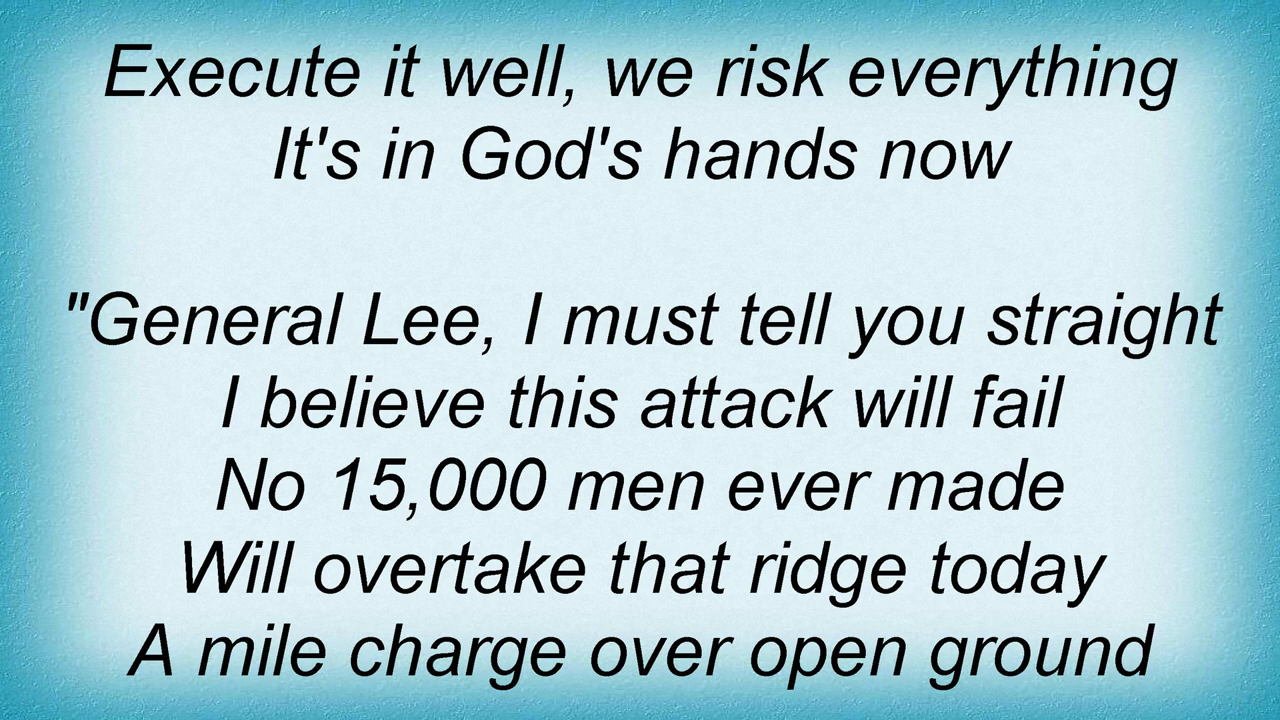 Execute it well, we risk everything
It's in God's hands now
"General Lee, I must tell you straight
I believe this attack will fail
No 15,000 men ever made
Will overtake that ridge today
A mile charge over open ground